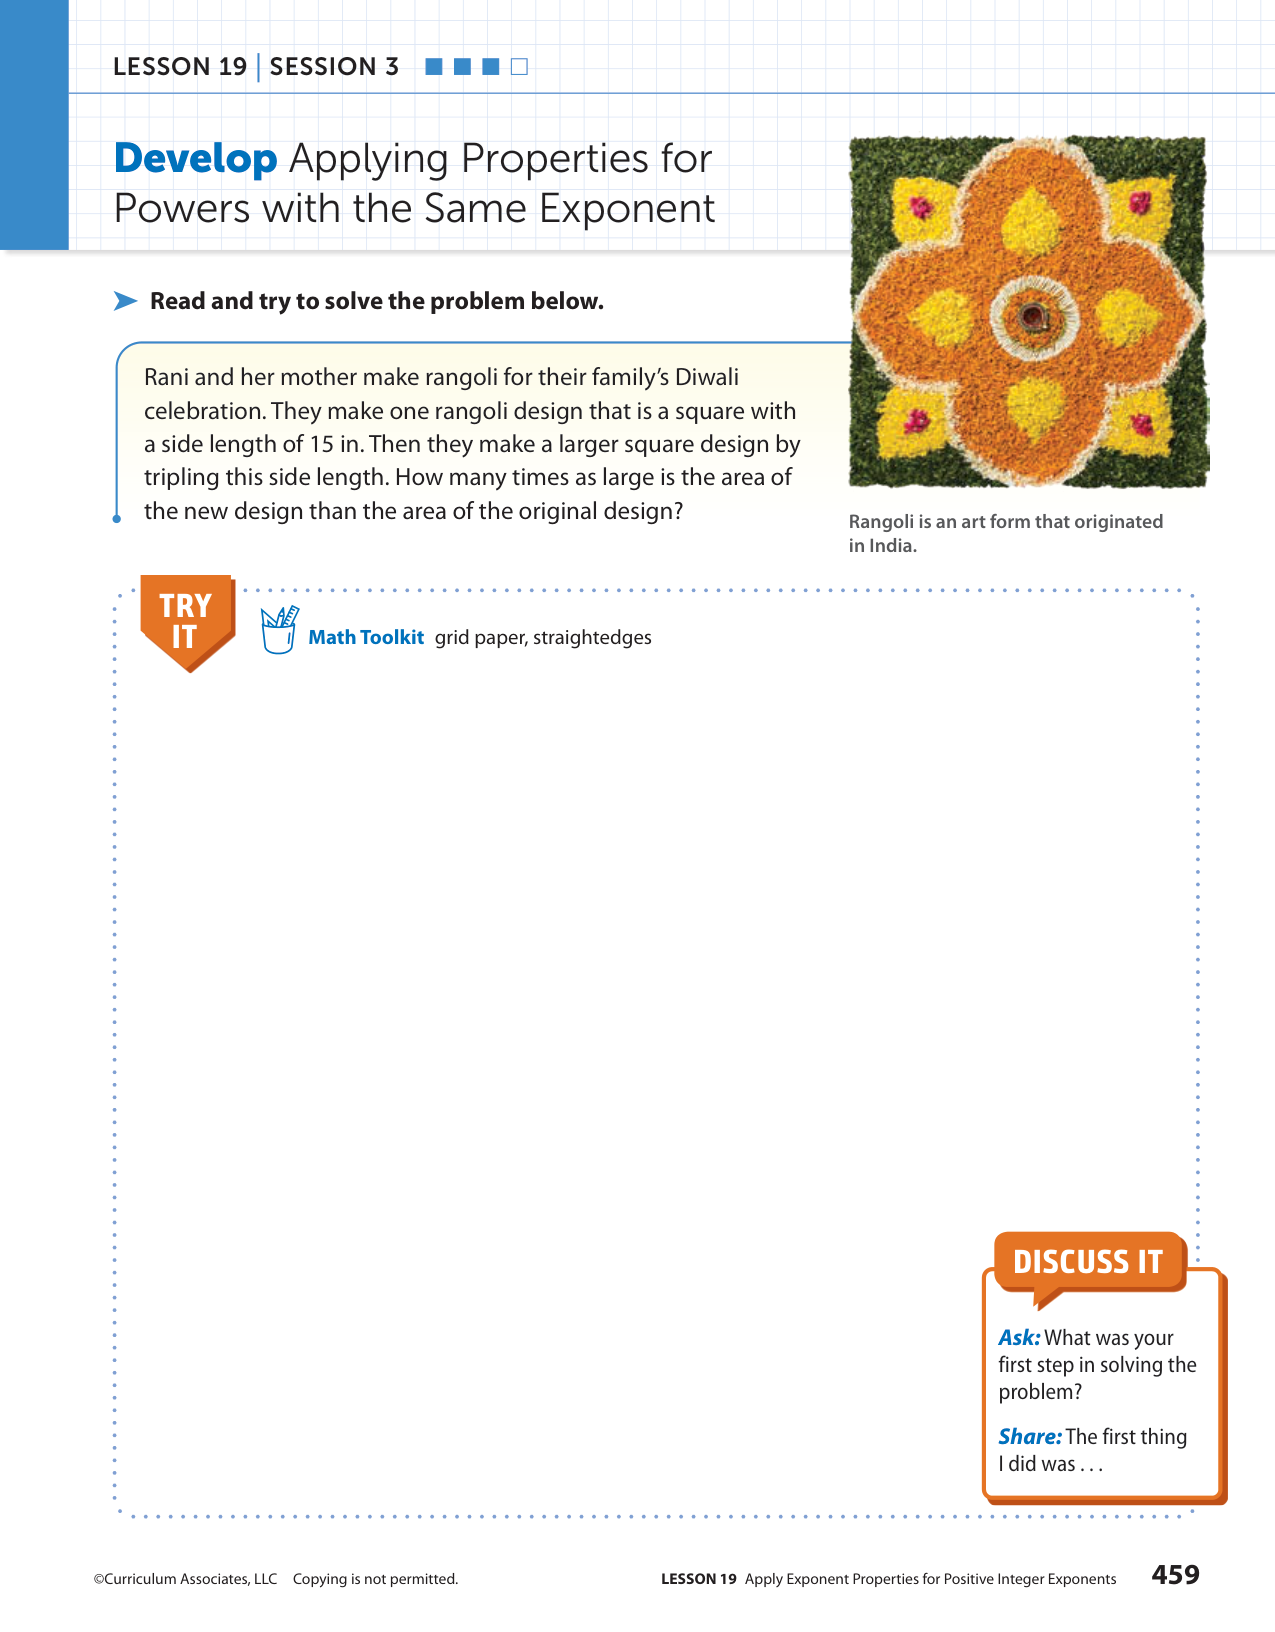 LESSON 19 | SESSION 3
Develop Applying Properties for
Powers with the Same Exponent
Read and try to solve the problem below.
Rani and her mother make rangoli for their family’s Diwali
celebration. They make one rangoli design that is a square with
a side length of 15 in. Then they make a larger square design by
tripling this side length. How many times as large is the area of
the new design than the area of the original design?
Rangoli is an art form that originated
in India.
TRY
IT
Math Toolkit grid paper, straightedges
DISCUSS IT
Ask: What was your
first step in solving the
problem?
Share: The first thing
I did was . . .
©Curriculum Associates, LLC Copying is not permitted.
LESSON 19 Apply Exponent Properties for Positive Integer Exponents 459